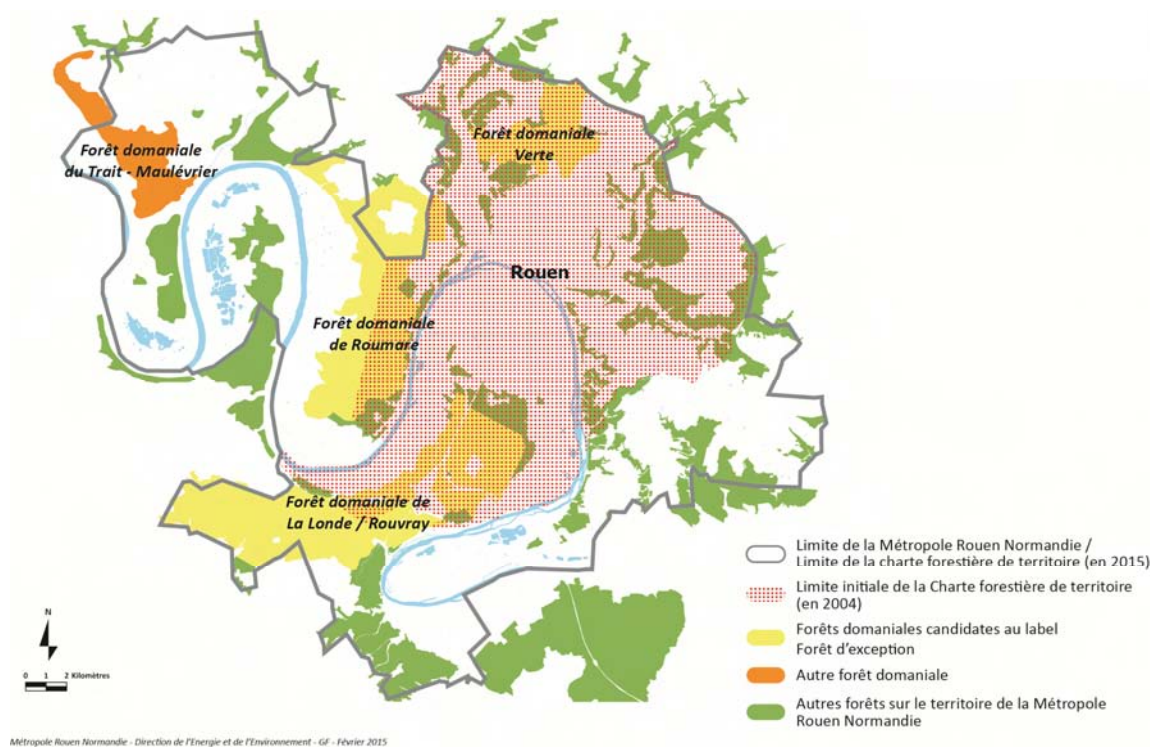 Forêt domaniale
du Trait - Maulévrier
Forêt domaniale
Verte
Rouen
Forêt domaniale
de Roumare
Forêt domaniale de
La Londe / Rouvray
Limite de la Métropole Rouen Normandie /
Limite de la charte forestière de territoire (en 2015)
Limite initiale de la Charte forestière de territoire
(en 2004)
Forêts domaniales candidates au label
Forêt d'exception
Autre forêt domaniale
Autres forêts sur le territoire de la Métropole
Rouen Normandie
N
0 1 2 Kilomètres
Métropole Rouen Normandie - Direction de l'Energie et de l'Environnement - GF - Février 2015